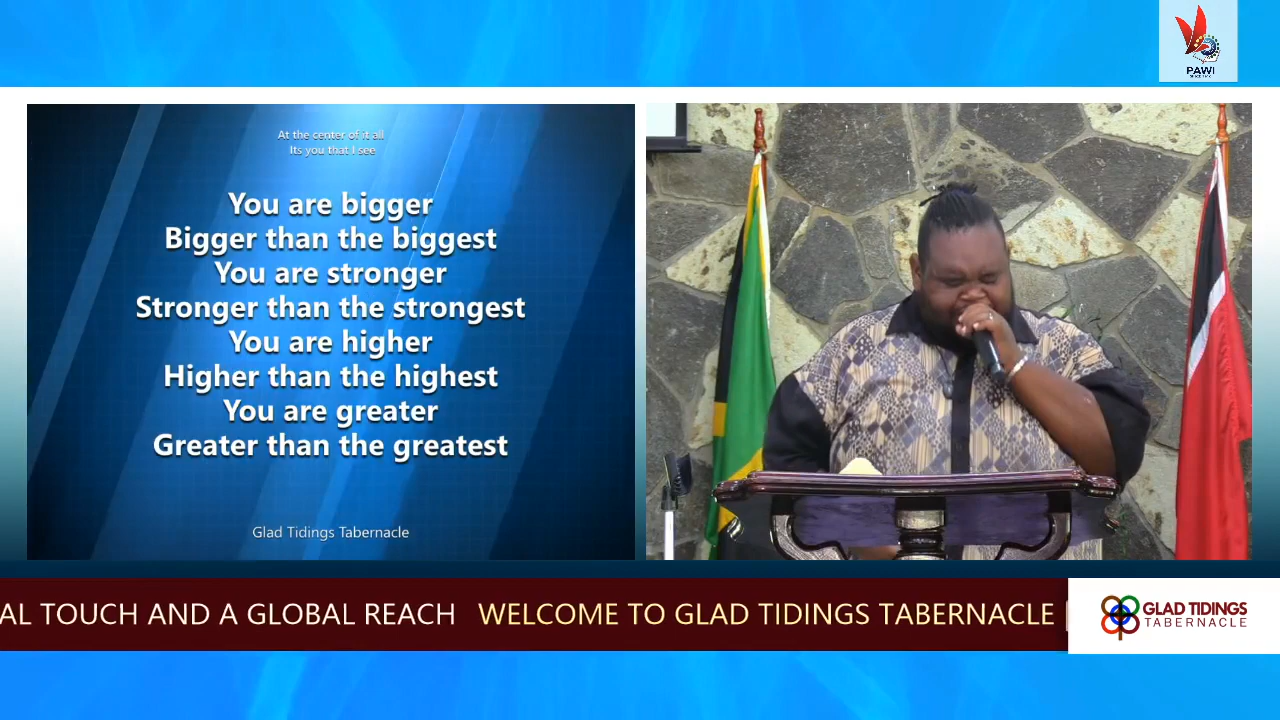 PAWI
At the center of it all
Its you that I see
You are bigger
Bigger than the biggest
You are stronger
Stronger than the strongest
You are higher
Higher than the highest
You are greater
Greater than the greatest
Glad Tidings Tabernacle
AL TOUCH AND A GLOBAL REACH WELCOME TO GLAD TIDINGS TABERNACLE
GLAD TIDINGS
TABERNACLE